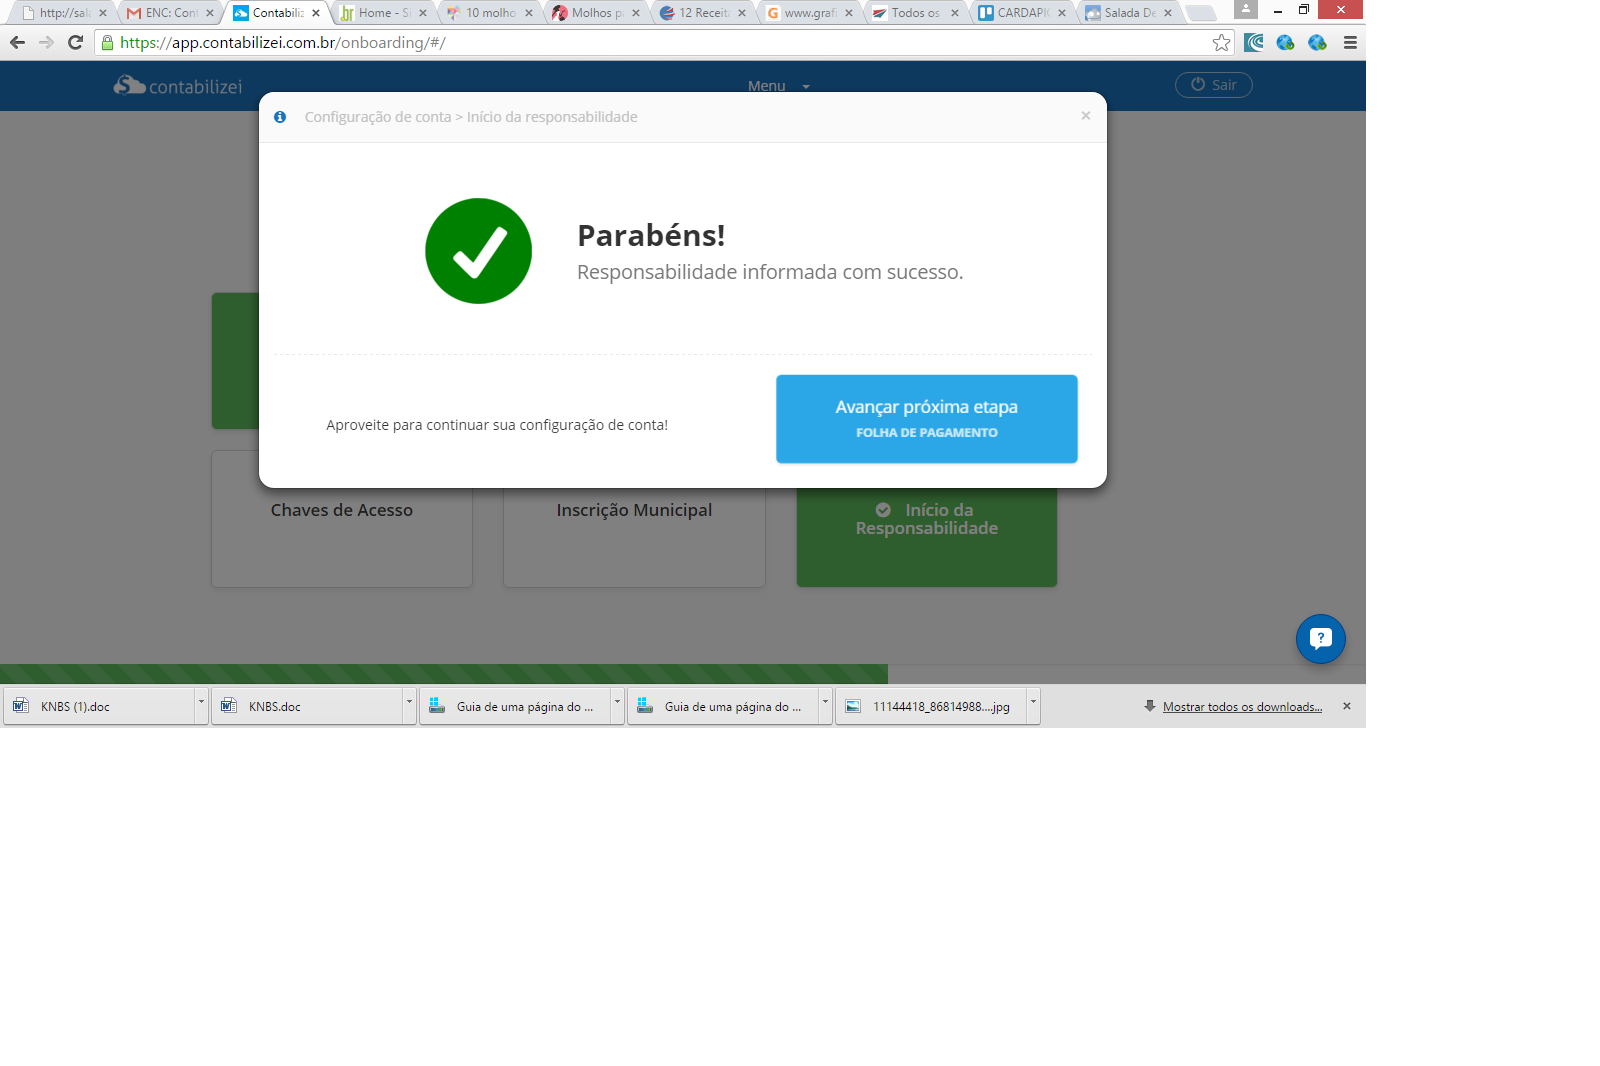 http://sal
ENC: Cont
Contabiliz
Home - Si
10 molho
Molhos p
12 Receit
www.grafi
Todos os
CARDAPIO
Salada De
https://app.contabilizei.com.br/onboarding/#/
contabilizei
Menu
Sair
Configuração de conta > Início da responsabilidade
Parabéns!
Responsabilidade informada com sucesso.
Aproveite para continuar sua configuração de conta!
Avançar próxima etapa
FOLHA DE PAGAMENTO
Chaves de Acesso
Inscrição Municipal
Início da
Responsabilidade
KNBS (1).doc
KNBS.doc
Guia de uma página do ...
Guia de uma página do ...
11144418_86814988....jpg
Mostrar todos os downloads...